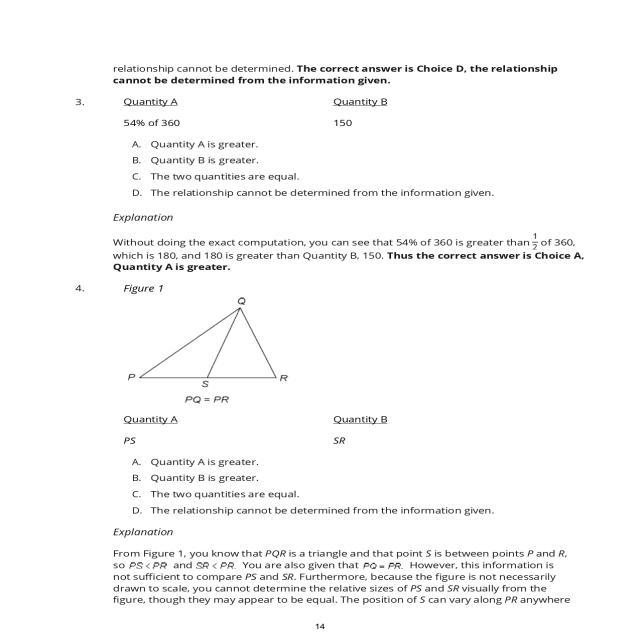 relationship cannot be determined. The correct answer is Choice D, the relationship
cannot be determined from the information given.
3. Quantity A Quantity B
54% of 360 150
A. Quantity A is greater.
B. Quantity B is greater.
C. The two quantities are equal.
D. The relationship cannot be determined from the information given.
Explanation
Without doing the exact computation, you can see that 54% of 360 is greater than 1/2 of 360,
which is 180, and 180 is greater than Quantity B, 150. Thus the correct answer is Choice A,
Quantity A is greater.
4. Figure 1
Q
P S R
PQ = PR
Quantity A Quantity B
PS SR
A. Quantity A is greater.
B. Quantity B is greater.
C. The two quantities are equal.
D. The relationship cannot be determined from the information given.
Explanation
From Figure 1, you know that PQR is a triangle and that point S is between points P and R,
so PS < PR and SR < PR. You are also given that PQ = PR. However, this information is
not sufficient to compare PS and SR. Furthermore, because the figure is not necessarily
drawn to scale, you cannot determine the relative sizes of PS and SR visually from the
figure, though they may appear to be equal. The position of S can vary along PR anywhere
14